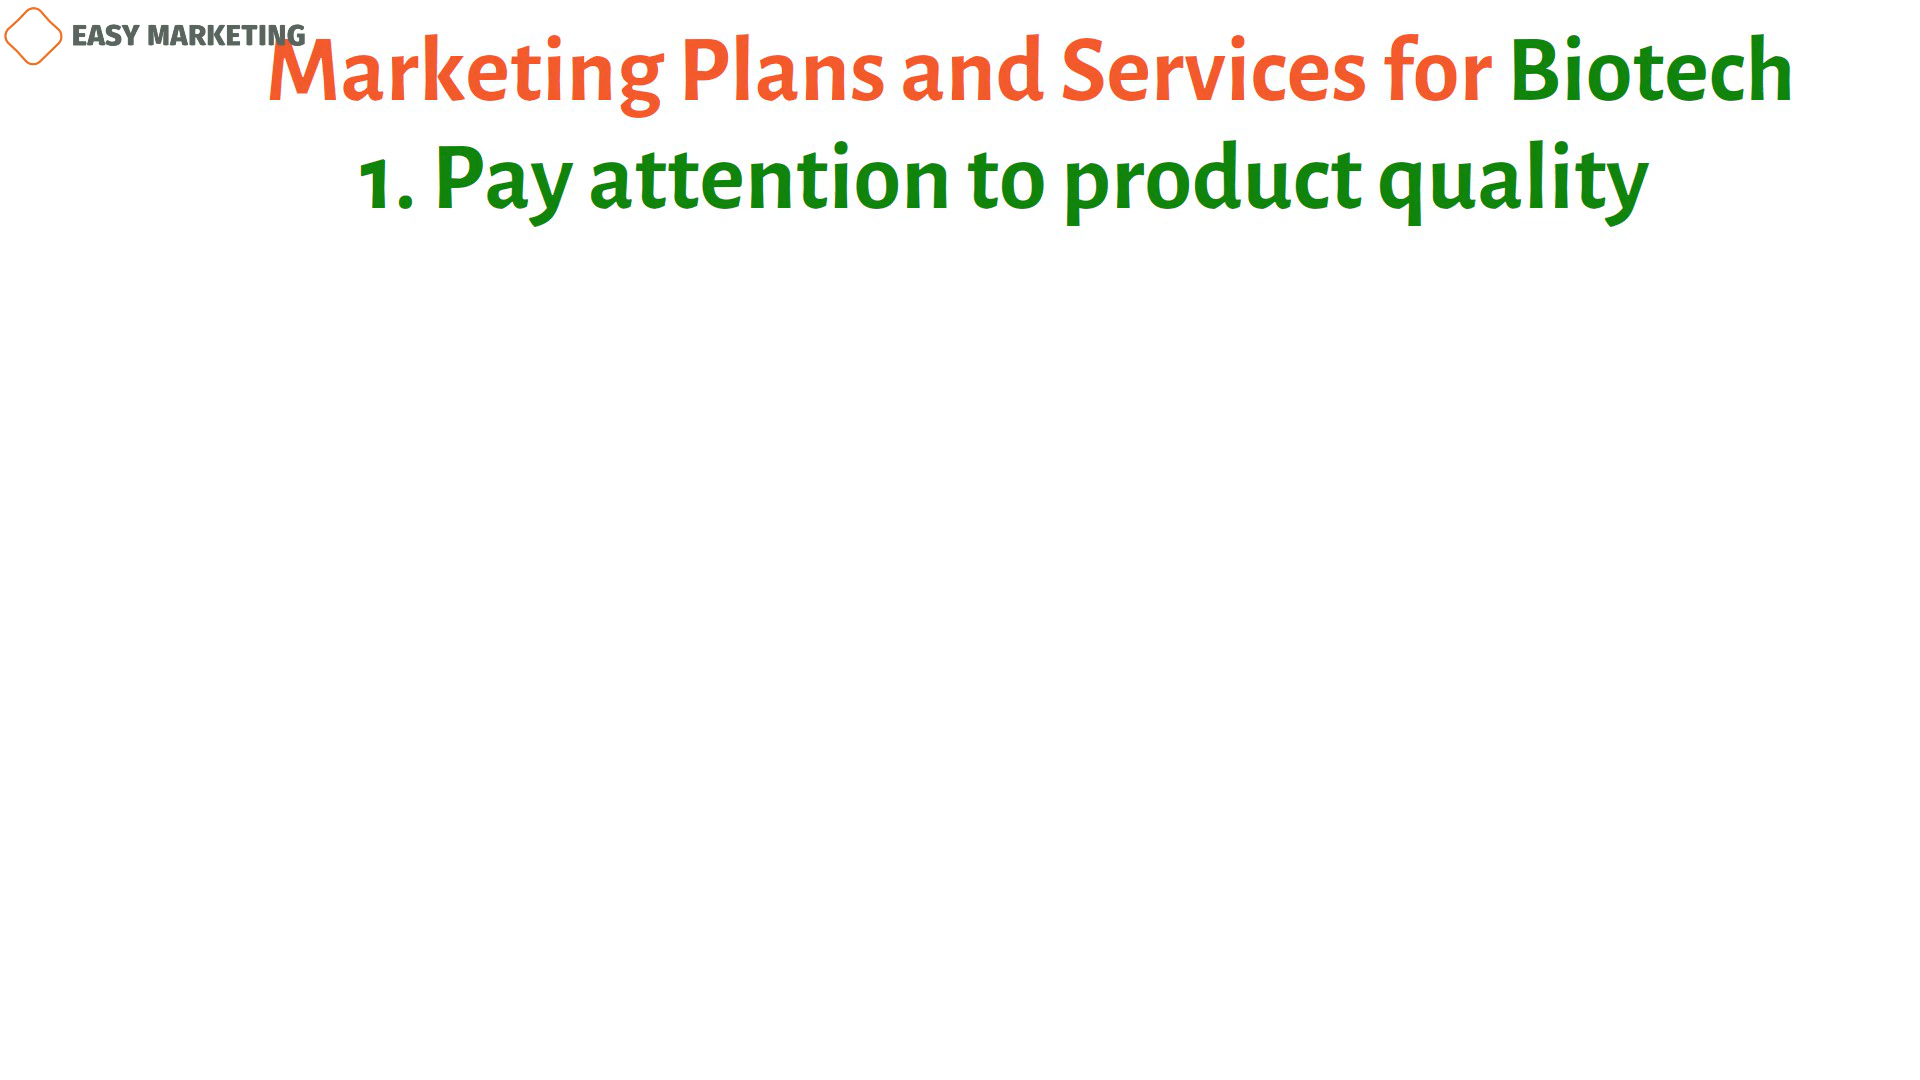 EASY MARKETING
Marketing Plans and Services for Biotech
1. Pay attention to product quality